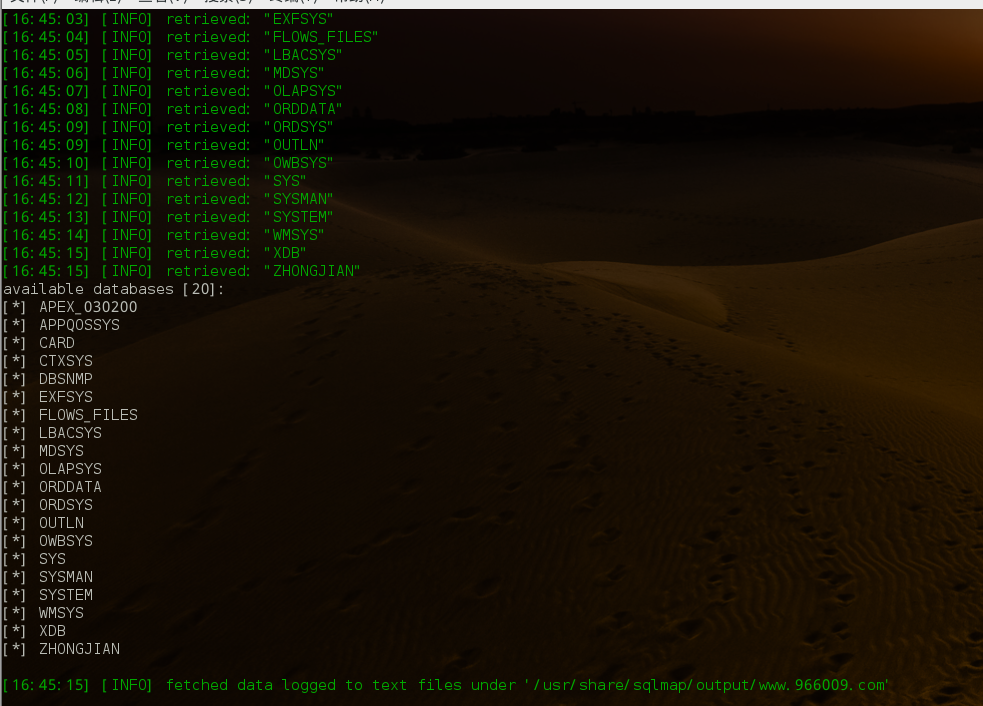 [16:45:03] [INFO] retrieved: "EXFSYS"
[16:45:04] [INFO] retrieved: "FLOWS_FILES"
[16:45:05] [INFO] retrieved: "LBACSYS"
[16:45:06] [INFO] retrieved: "MDSYS"
[16:45:07] [INFO] retrieved: "OLAPSYS"
[16:45:08] [INFO] retrieved: "ORDDATA"
[16:45:09] [INFO] retrieved: "ORDSYS"
[16:45:09] [INFO] retrieved: "OUTLN"
[16:45:10] [INFO] retrieved: "OWBSYS"
[16:45:11] [INFO] retrieved: "SYS"
[16:45:12] [INFO] retrieved: "SYSMAN"
[16:45:13] [INFO] retrieved: "SYSTEM"
[16:45:14] [INFO] retrieved: "WMSYS"
[16:45:15] [INFO] retrieved: "XDB"
[16:45:15] [INFO] retrieved: "ZHONGJIAN"
available databases [20]:
[*] APEX_030200
[*] APPQOSSYS
[*] CARD
[*] CTXSYS
[*] DBSNMP
[*] EXFSYS
[*] FLOWS_FILES
[*] LBACSYS
[*] MDSYS
[*] OLAPSYS
[*] ORDDATA
[*] ORDSYS
[*] OUTLN
[*] OWBSYS
[*] SYS
[*] SYSMAN
[*] SYSTEM
[*] WMSYS
[*] XDB
[*] ZHONGJIAN
[16:45:15] [INFO] fetched data logged to text files under '/usr/share/sqlmap/output/www.966009.com'